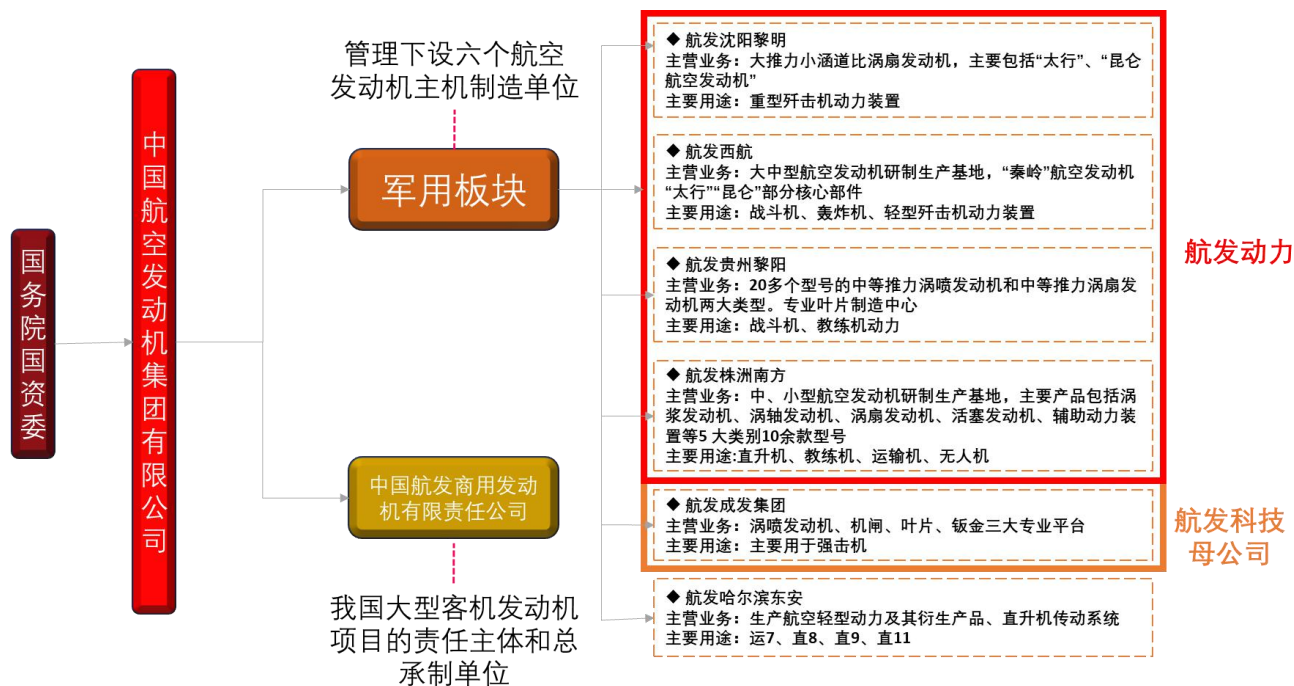 国务院国资委
中国航空发动机集团有限公司
管理下设六个航空
发动机主机制造单位
军用板块
中国航发商用发动
机有限责任公司
我国大型客机发动机
项目的责任主体和总
承制单位
◆ 航发沈阳黎明
主营业务：大推力小涵道比涡扇发动机，主要包括“太行”、“昆仑
航空发动机”
主要用途：重型歼击机动力装置
◆ 航发西航
主营业务：大中型航空发动机研制生产基地，“秦岭”航空发动机
“太行”“昆仑”部分核心部件
主要用途：战斗机、轰炸机、轻型歼击机动力装置
◆ 航发贵州黎阳
主营业务：20多个型号的中等推力涡喷发动机和中等推力涡扇发
动机两大类型。专业叶片制造中心
主要用途：战斗机、教练机动力
◆ 航发株洲南方
主营业务：中、小型航空发动机研制生产基地，主要产品包括涡
浆发动机、涡轴发动机、涡扇发动机、活塞发动机、辅助动力装
置等5 大类别10余款型号
主要用途:直升机、教练机、运输机、无人机
航发动力
◆ 航发成发集团
主营业务：涡喷发动机、机闸、叶片、钣金三大专业平台
主要用途：主要用于强击机
航发科技
母公司
◆ 航发哈尔滨东安
主营业务：生产航空轻型动力及其衍生产品、直升机传动系统
主要用途：运7、直8、直9、直11